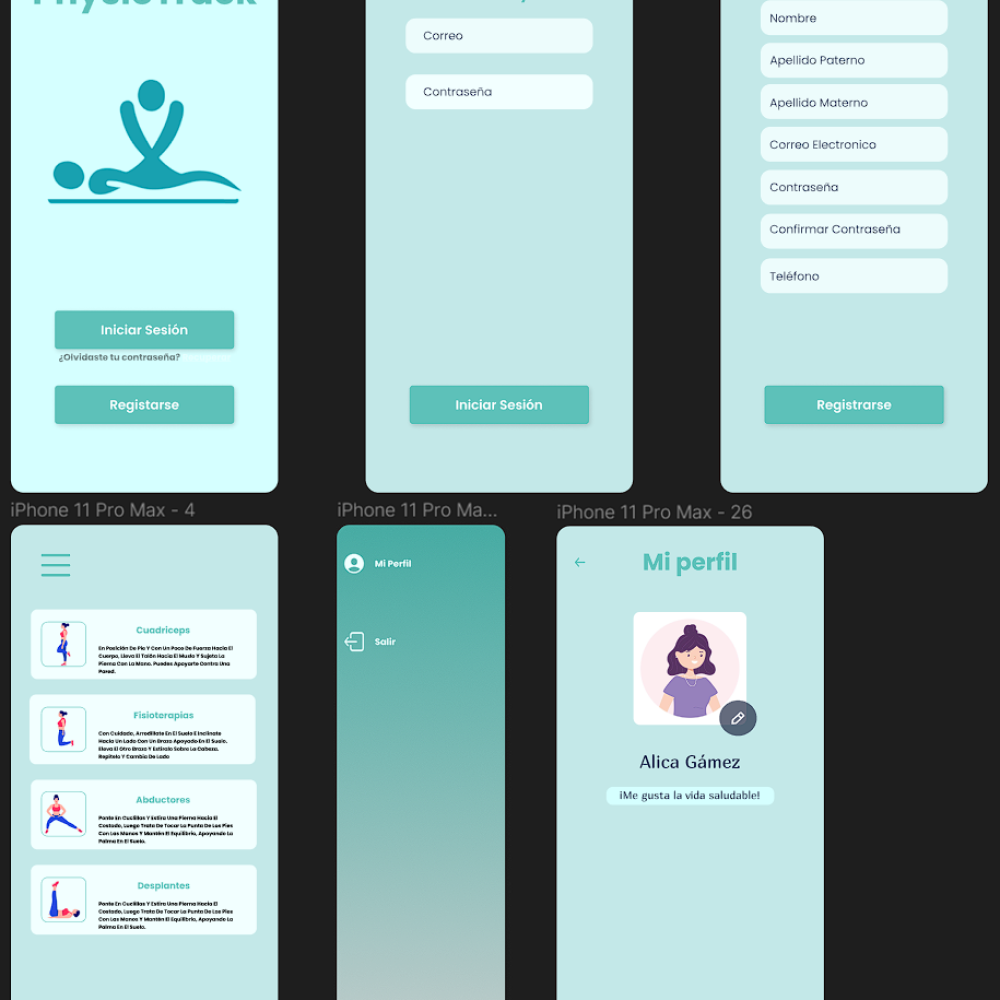 PhysioTrack
Iniciar Sesión
¿Olvidaste tu contraseña?
Registarse
Correo
Contraseña
Iniciar Sesión
Nombre
Apellido Paterno
Apellido Materno
Correo Electronico
Contraseña
Confirmar Contraseña
Teléfono
Registrarse
iPhone 11 Pro Max - 4
Cuadriceps
En Posición De Pie Y Con Un Poco De Fuerza Hacia El
Cuerpo, Lleva El Talón Hacia El Muslo Y Sujeta La
Pierna Con La Mano. Puedes Apoyarte Contra Una
Pared.
Fisioterapias
Con Cuidado, Arrodíllate En El Suelo E Inclínate
Hacia Un Lado Con Un Brazo Apoyado En El Suelo.
Eleva El Otro Brazo Y Estíralo Sobre La Cabeza.
Repítelo Y Cambia De Lado
Abductores
Ponte En Cuclillas Y Estira Una Pierna Hacia El
Costado, Luego Trata De Tocar La Punta De Los Pies
Con Las Manos Y Mantén El Equilibrio, Apoyando La
Palma En El Suelo.
Desplantes
Ponte En Cuclillas Y Estira Una Pierna Hacia El
Costado, Luego Trata De Tocar La Punta De Los Pies
Con Las Manos Y Mantén El Equilibrio, Apoyando La
Palma En El Suelo.
iPhone 11 Pro Ma...
Mi Perfil
Salir
iPhone 11 Pro Max - 26
Mi perfil
Alica Gámez
¡Me gusta la vida saludable!